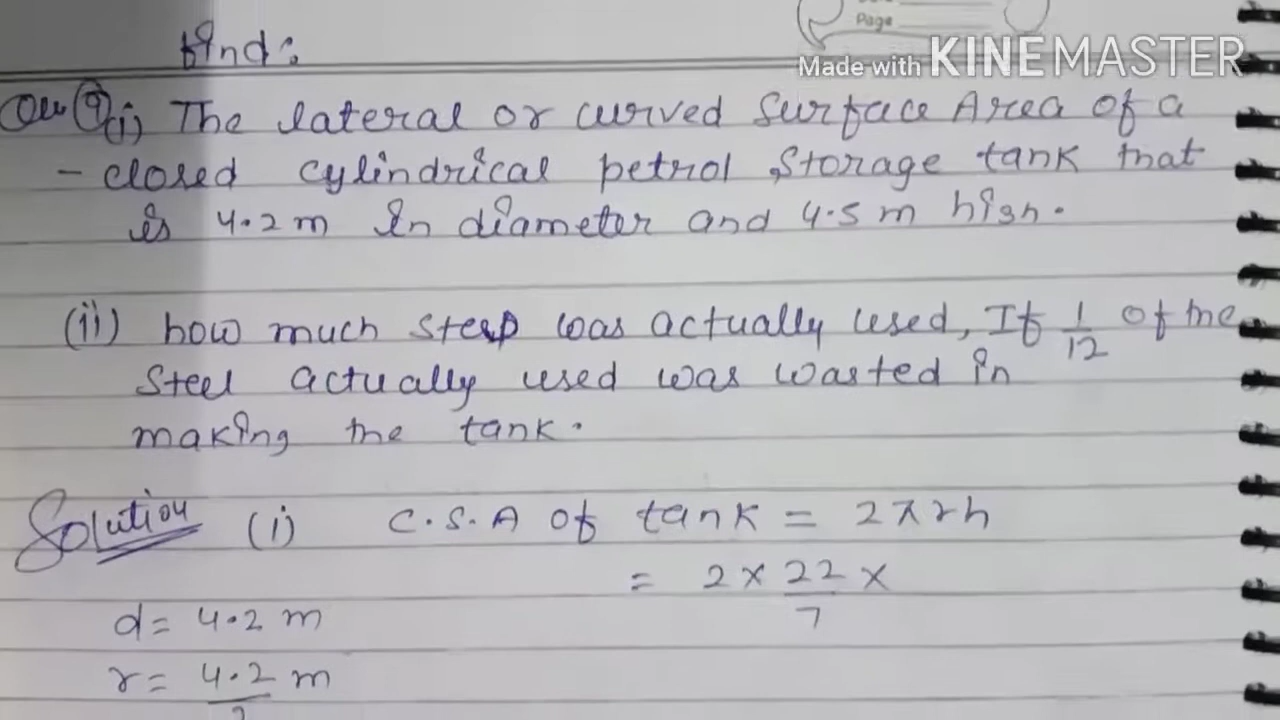 Page
Made with KINEMASTER
find:
Que 9 (i) The lateral or curved surface Area of a
- closed cylindrical petrol storage tank that
is 4.2 m in diameter and 4.5 m high.
(ii) how much steel was actually used, If 1/12 of the
steel actually used was wasted in
making the tank.
Solution (i) C.S.A of tank = 2πrh
= 2 × 22/7 ×
d = 4.2 m
r = 4.2/2 m